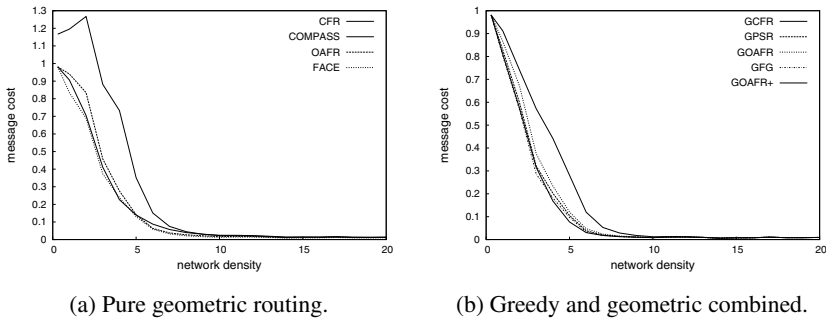 1.3
1.2
1.1
1
0.9
0.8
0.7
0.6
0.5
0.4
0.3
0.2
0.1
0
message cost
0 5 10 15 20
network density
CFR
COMPASS
OAFR
FACE
(a) Pure geometric routing.
1
0.9
0.8
0.7
0.6
0.5
0.4
0.3
0.2
0.1
0
message cost
0 5 10 15 20
network density
GCFR
GPSR
GOAFR
GFG
GOAFR+
(b) Greedy and geometric combined.